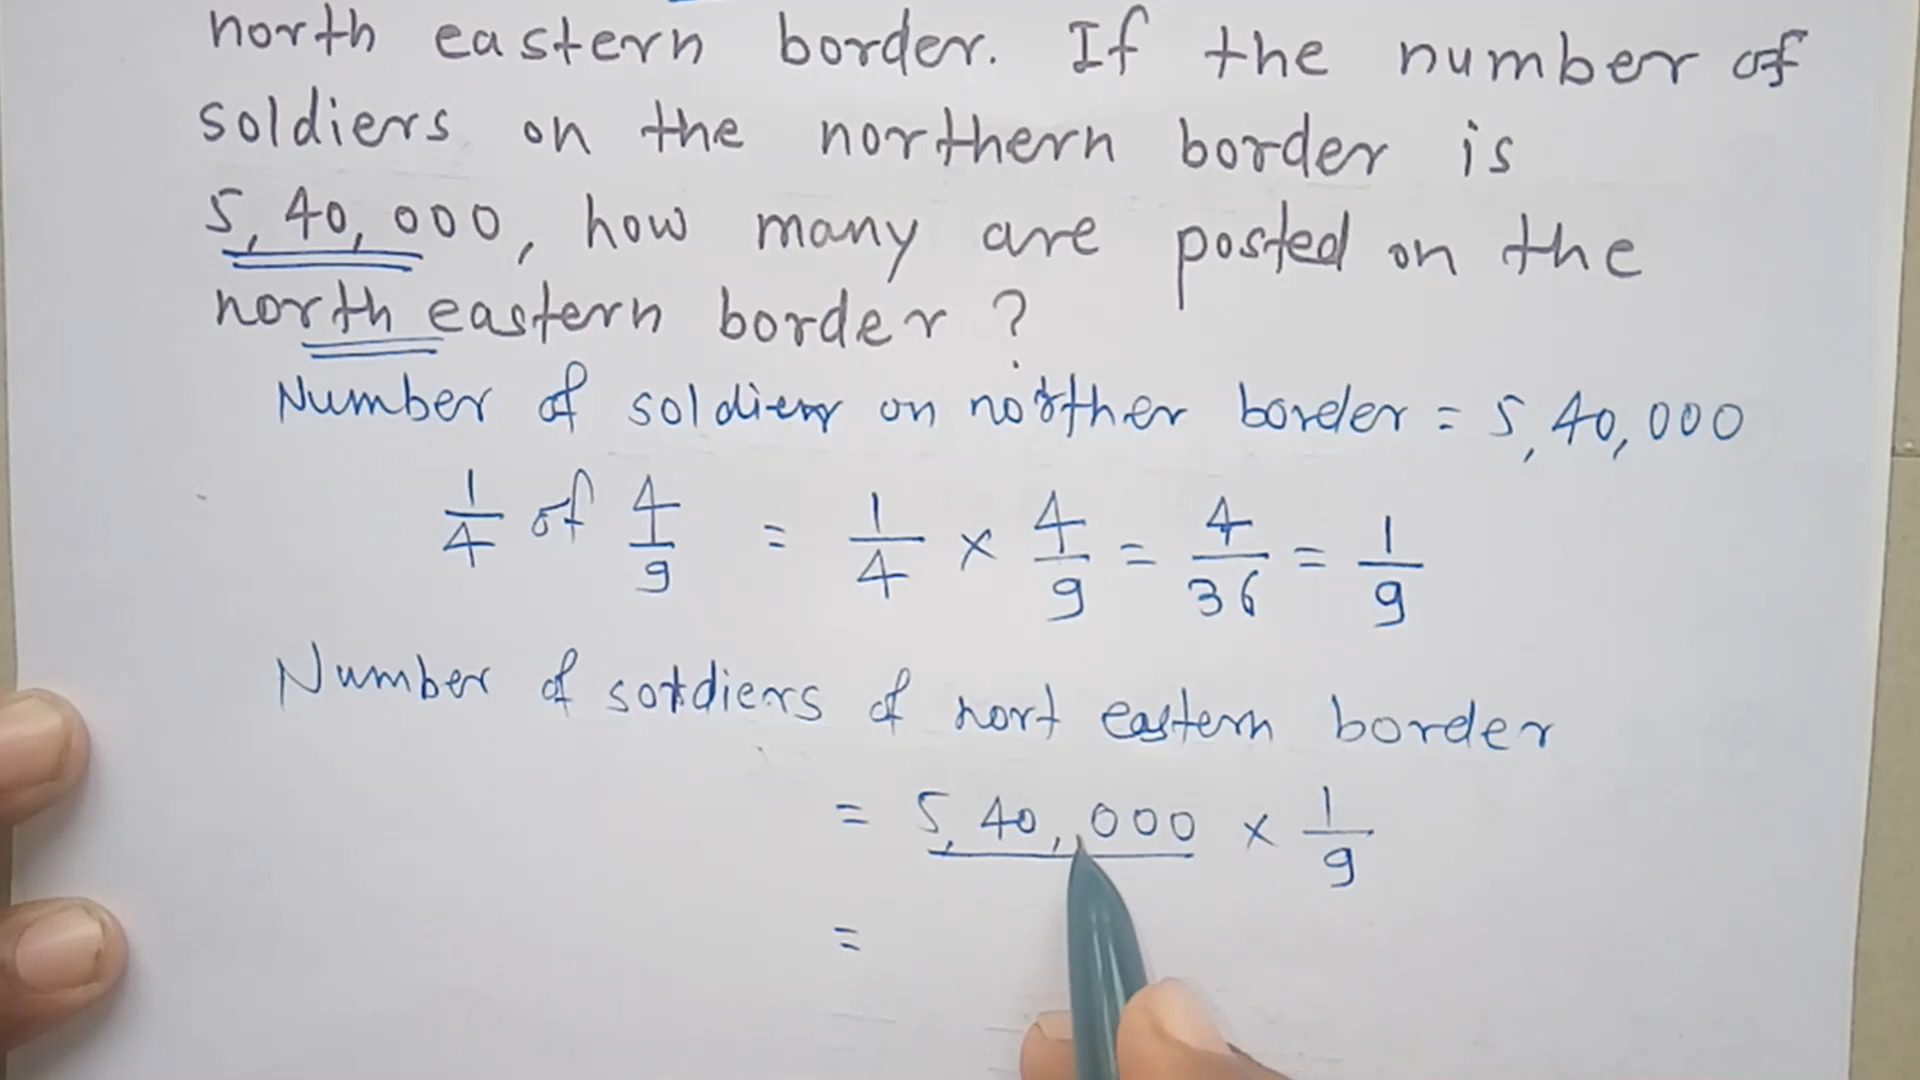 north eastern border. If the number of
soldiers on the northern border is
5,40,000, how many are posted on the
north eastern border ?
Number of soldiers on norther border = 5,40,000
1/4 of 4/9 = 1/4 × 4/9 = 4/36 = 1/9
Number of soldiers of nort eastern border
= 5,40,000 × 1/9
=